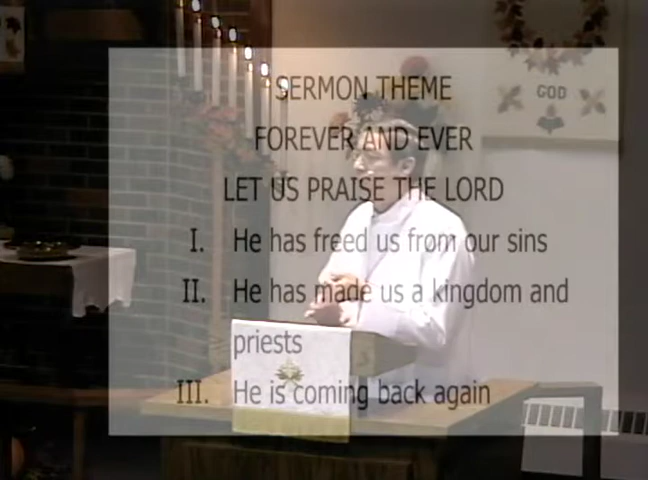 GOD
SERMON THEME
FOREVER AND EVER
LET US PRAISE THE LORD
I. He has freed us from our sins
II. He has made us a kingdom and
priests
III. He is coming back again